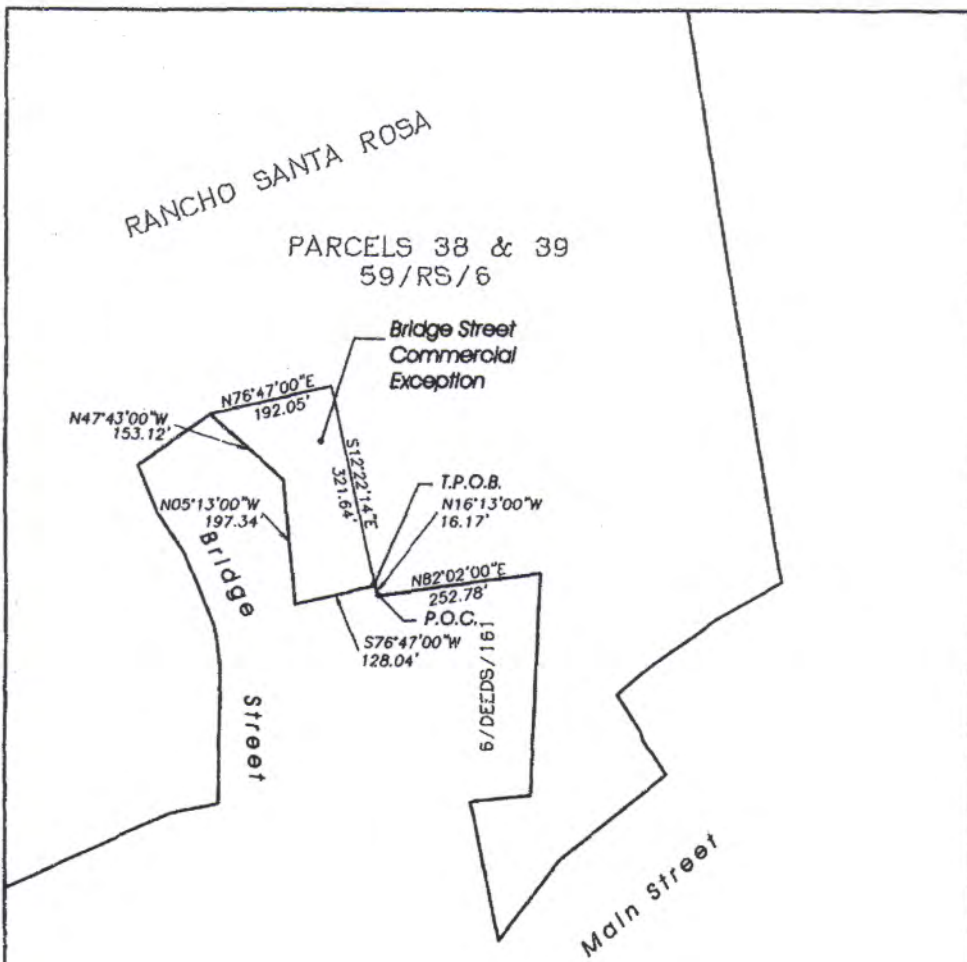 RANCHO SANTA ROSA
PARCELS 38 & 39
59/RS/6
Bridge Street
Commercial
Exception
N76°47'00"E
192.05'
N47°43'00"W
153.12'
S12°22'14"E
321.64'
T.P.O.B.
N16°13'00"W
16.17'
N05°13'00"W
197.34'
N82°02'00"E
252.78'
P.O.C.
S76°47'00"W
128.04'
6/DEEDS/161
Bridge
Street
Main Street